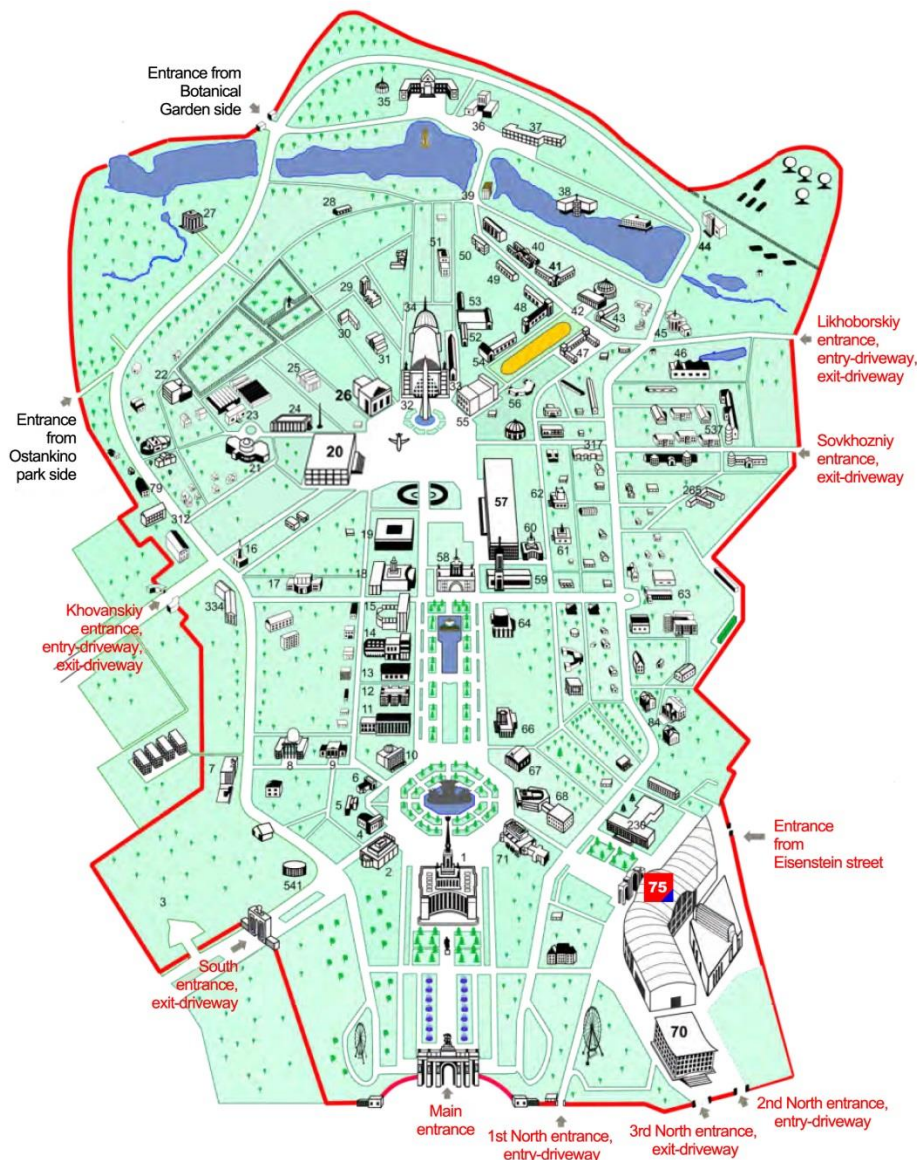 Entrance from
Botanical
Garden side
35
36
37
39
38
27
28
44
51
50
40
49
41
29
53
48
42
43
34
30
52
45
31
54
47
Likhoborskiy
entrance,
entry-driveway,
exit-driveway
46
22
25
26
33
32
56
55
23
24
Entrance
from
Ostankino
park side
537
317
21
20
Sovkhozniy
entrance,
exit-driveway
79
57
62
265
312
19
16
60
61
58
17
18
59
Khovanskiy
entrance,
entry-driveway,
exit-driveway
334
15
63
64
14
13
12
11
66
84
8
9
10
7
67
6
5
68
4
230
Entrance
from
Eisenstein street
1
71
2
541
75
3
South
entrance,
exit-driveway
70
Main
entrance
1st North entrance,
entry-driveway
3rd North entrance,
exit-driveway
2nd North entrance,
entry-driveway